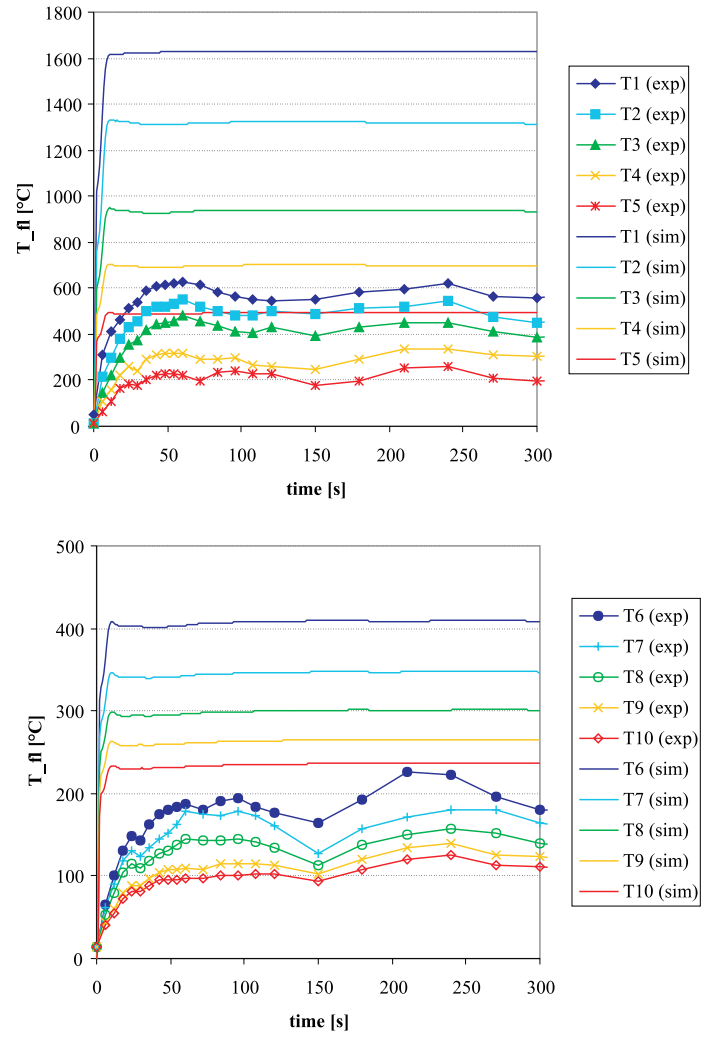 1800
1600
1400
1200
1000
800
600
400
200
0
T_fl [°C]
0 50 100 150 200 250 300
time [s]
T1 (exp)
T2 (exp)
T3 (exp)
T4 (exp)
T5 (exp)
T1 (sim)
T2 (sim)
T3 (sim)
T4 (sim)
T5 (sim)
500
400
300
200
100
0
T_fl [°C]
0 50 100 150 200 250 300
time [s]
T6 (exp)
T7 (exp)
T8 (exp)
T9 (exp)
T10 (exp)
T6 (sim)
T7 (sim)
T8 (sim)
T9 (sim)
T10 (sim)